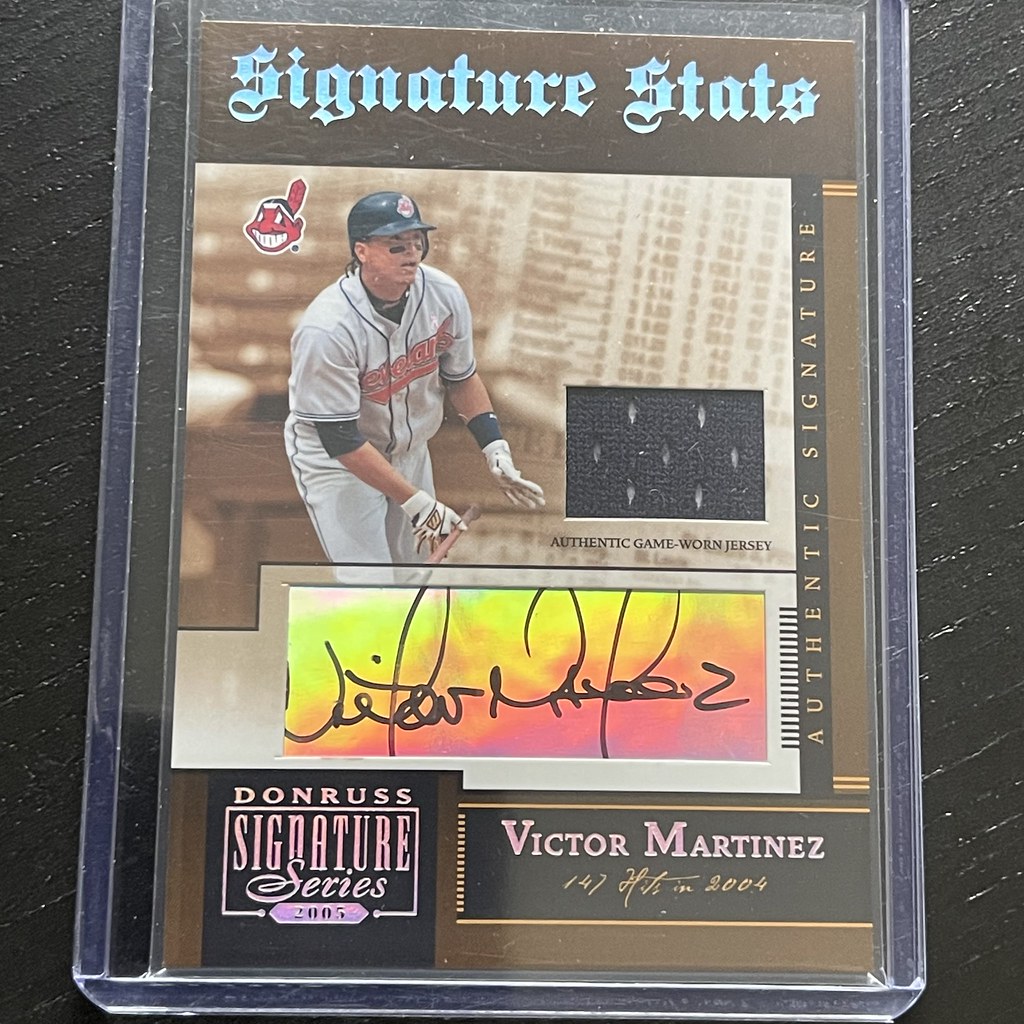 Signature Stats
AUTHENTIC SIGNATURE
AUTHENTIC GAME-WORN JERSEY
Victor Martinez
DONRUSS
SIGNATURE
Series
2005
VICTOR MARTINEZ
147 Hits in 2004